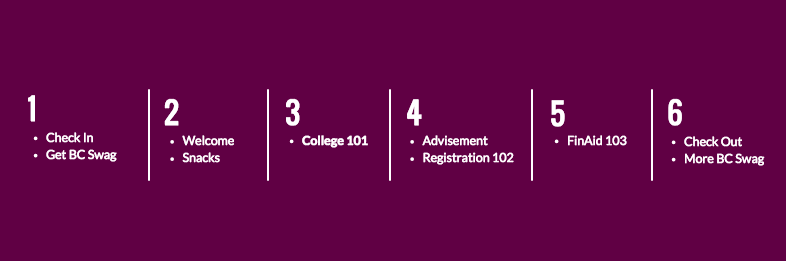 1
• Check In
• Get BC Swag
2
• Welcome
• Snacks
3
• College 101
4
• Advisement
• Registration 102
5
• FinAid 103
6
• Check Out
• More BC Swag